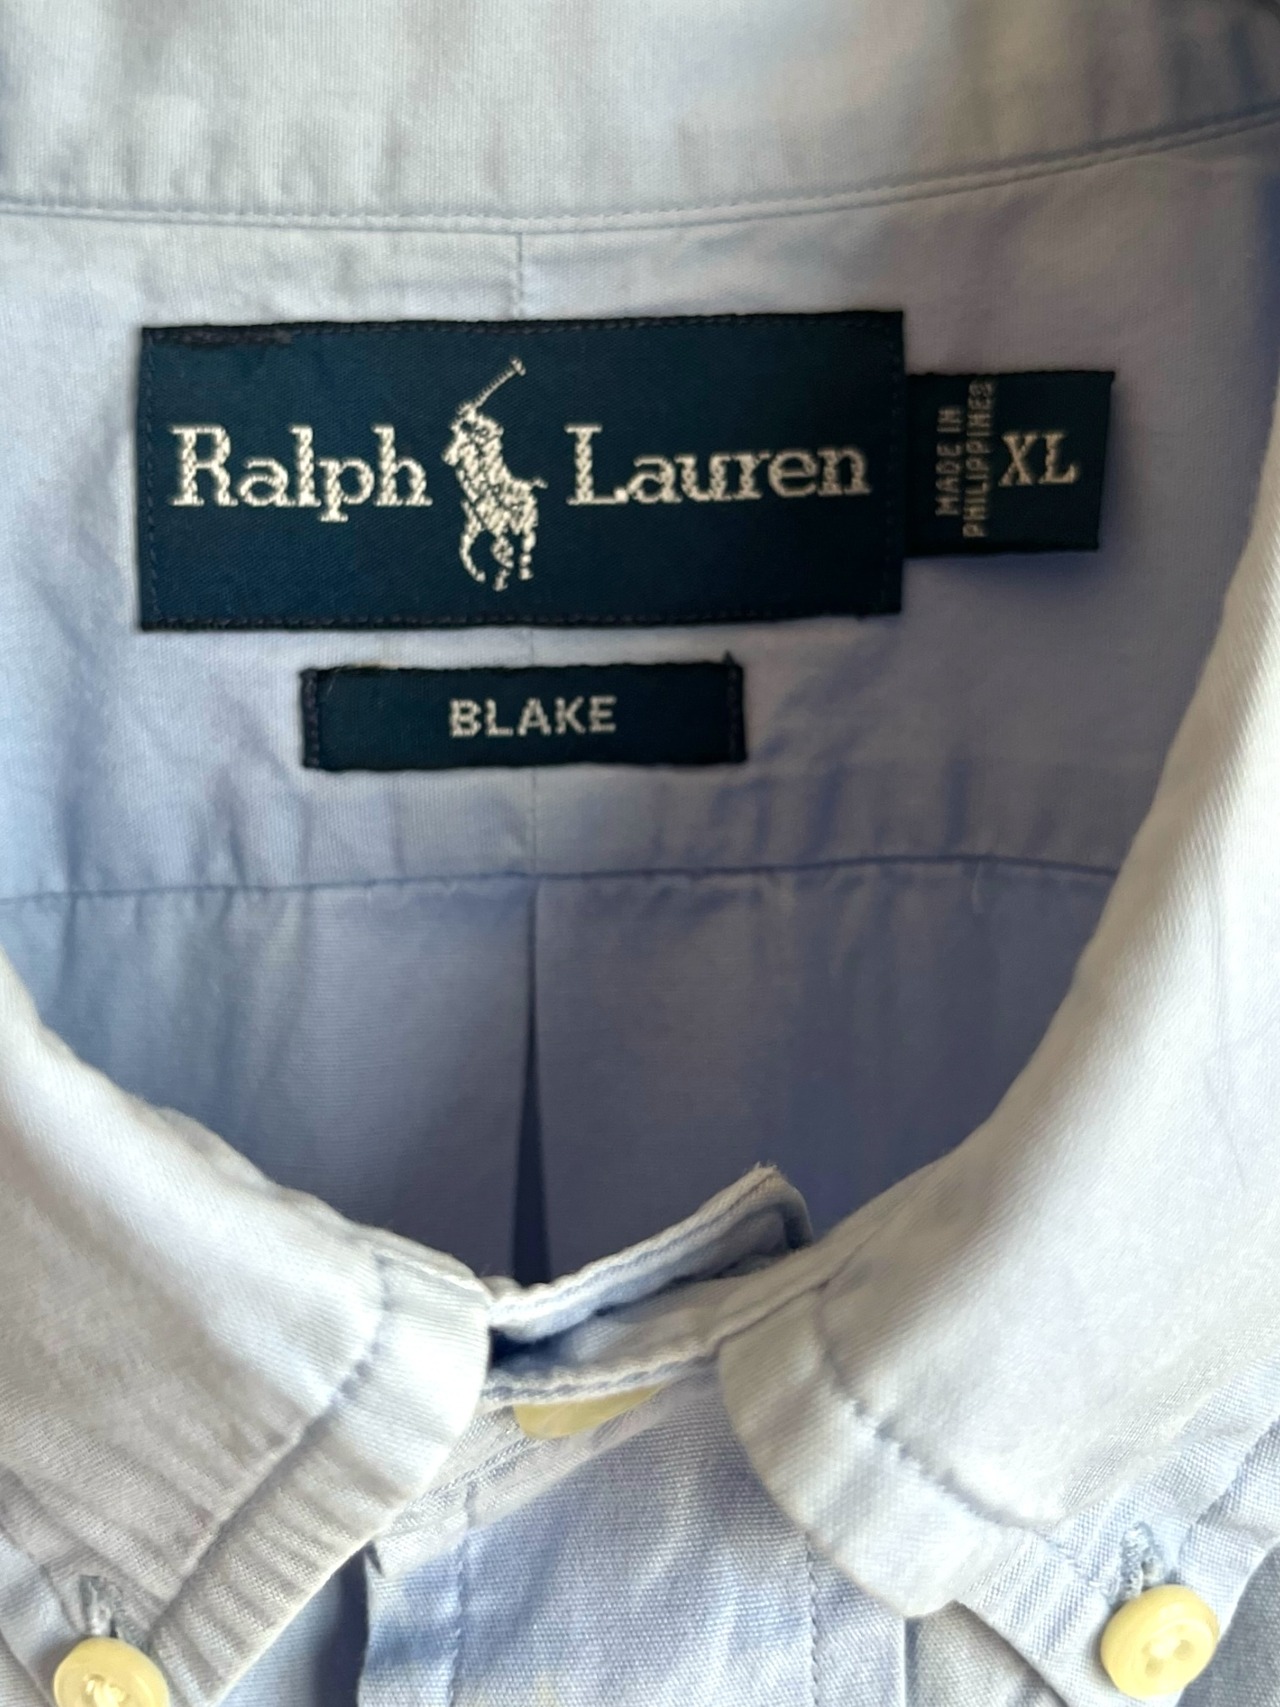 Ralph Lauren
MADE IN
PHILIPPINES
XL
BLAKE